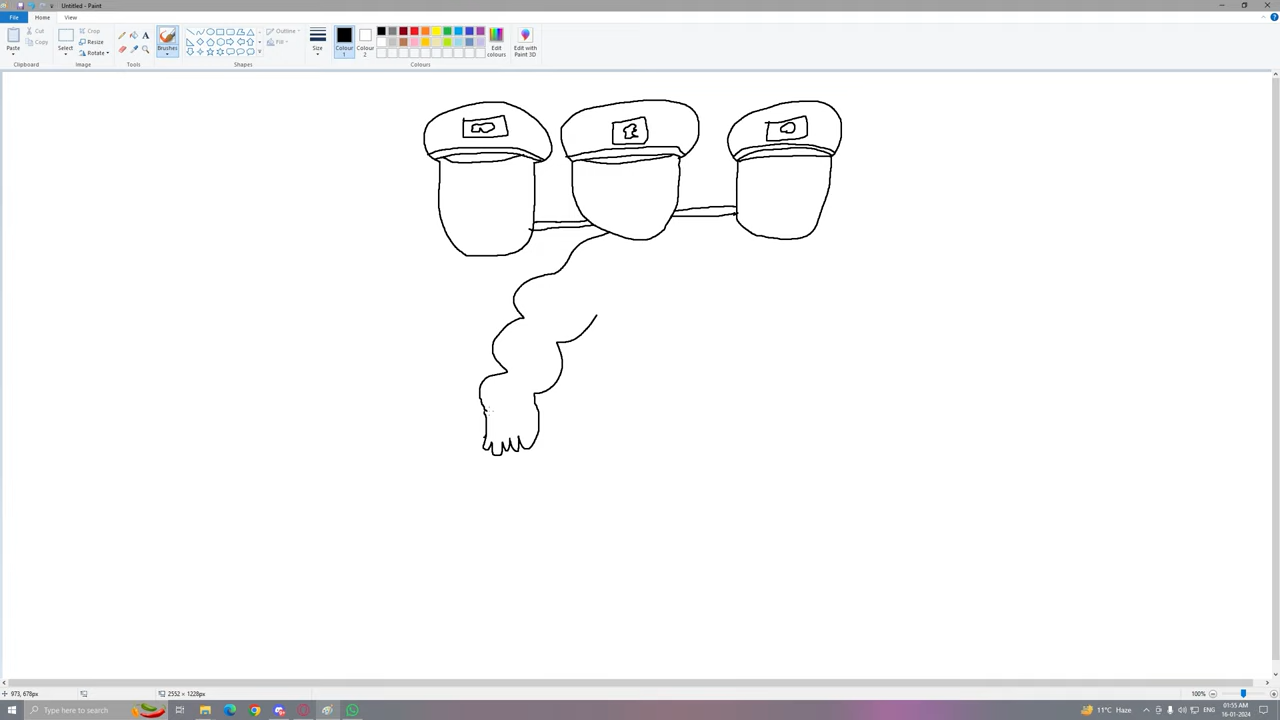 Untitled - Paint
File Home View
Paste
Cut
Copy
Clipboard
Select
Crop
Resize
Rotate
Image
Tools
A
Brushes
Outline
Fill
Shapes
Size
Colour 1
Colour 2
Edit colours
Edit with Paint 3D
Colours
973, 678px
2552 × 1228px
100%
Type here to search
11°C Haze
ENG
01:55 AM
16-01-2024